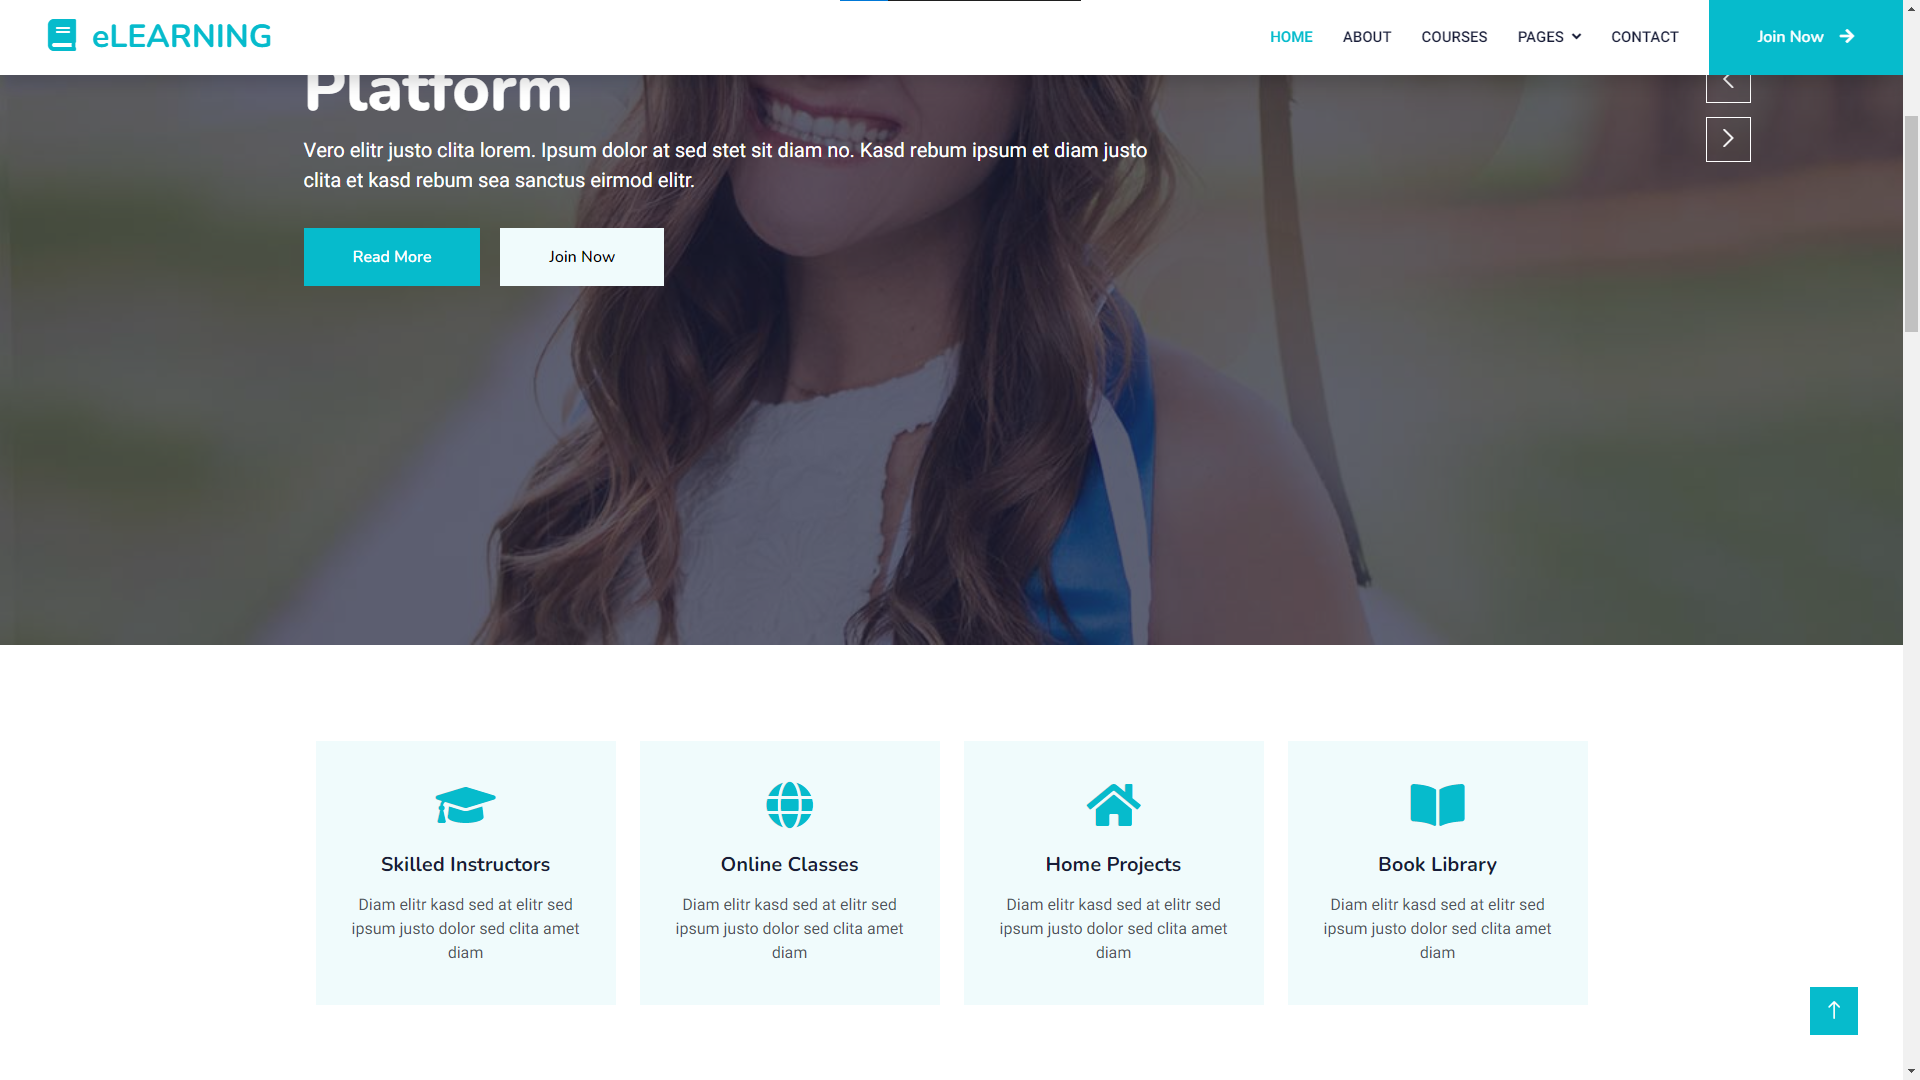 eLEARNING
HOME
ABOUT
COURSES
PAGES
CONTACT
Join Now
Platform
Vero elitr justo clita lorem. Ipsum dolor at sed stet sit diam no. Kasd rebum ipsum et diam justo
clita et kasd rebum sea sanctus eirmod elitr.
Read More
Join Now
Skilled Instructors
Diam elitr kasd sed at elitr sed
ipsum justo dolor sed clita amet
diam
Online Classes
Diam elitr kasd sed at elitr sed
ipsum justo dolor sed clita amet
diam
Home Projects
Diam elitr kasd sed at elitr sed
ipsum justo dolor sed clita amet
diam
Book Library
Diam elitr kasd sed at elitr sed
ipsum justo dolor sed clita amet
diam